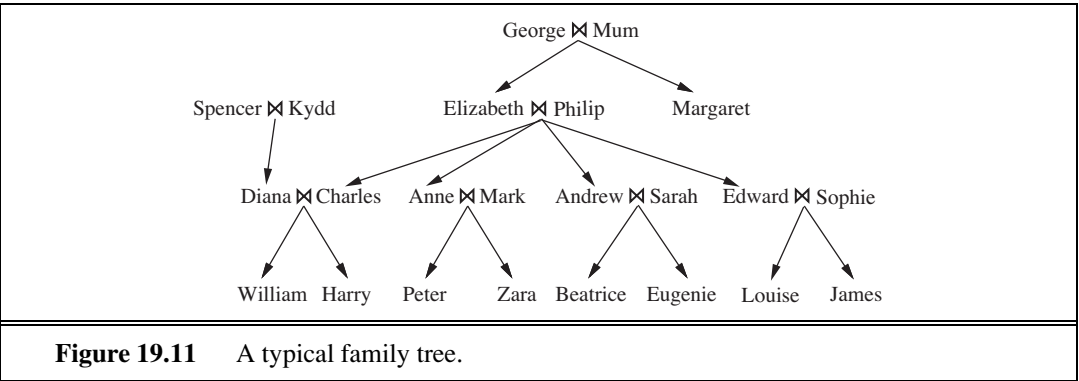 George ⋈ Mum
Spencer ⋈ Kydd Elizabeth ⋈ Philip Margaret
Diana ⋈ Charles Anne ⋈ Mark Andrew ⋈ Sarah Edward ⋈ Sophie
William Harry Peter Zara Beatrice Eugenie Louise James
Figure 19.11 A typical family tree.